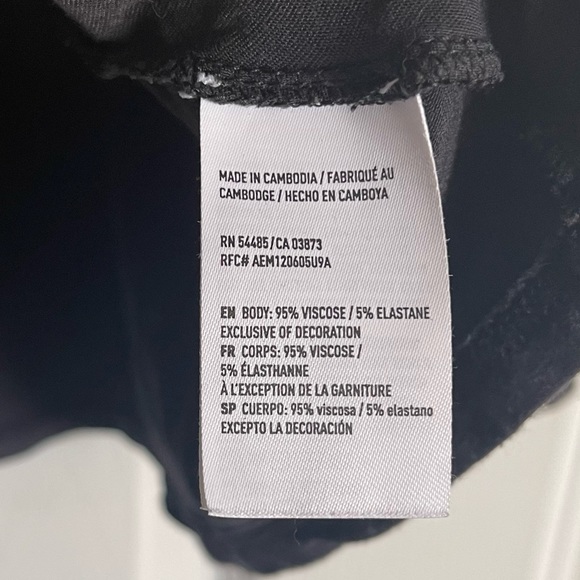 MADE IN CAMBODIA / FABRIQUÉ AU
CAMBODGE / HECHO EN CAMBOYA
RN 54485/CA 03873
RFC# AEM120605U9A
EN BODY: 95% VISCOSE / 5% ELASTANE
EXCLUSIVE OF DECORATION
FR CORPS: 95% VISCOSE /
5% ÉLASTHANNE
À L'EXCEPTION DE LA GARNITURE
SP CUERPO: 95% viscosa / 5% elastano
EXCEPTO LA DECORACIÓN